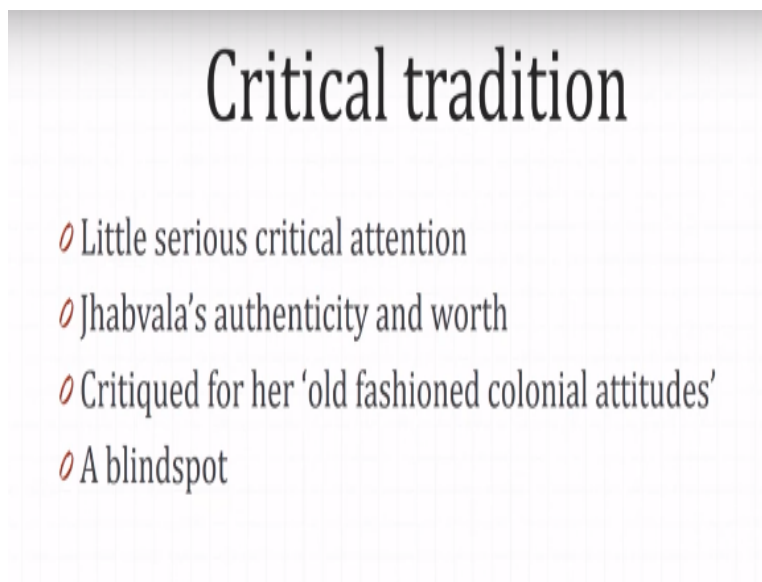 Critical tradition
Little serious critical attention
Jhabvala's authenticity and worth
Critiqued for her ‘old fashioned colonial attitudes’
A blindspot